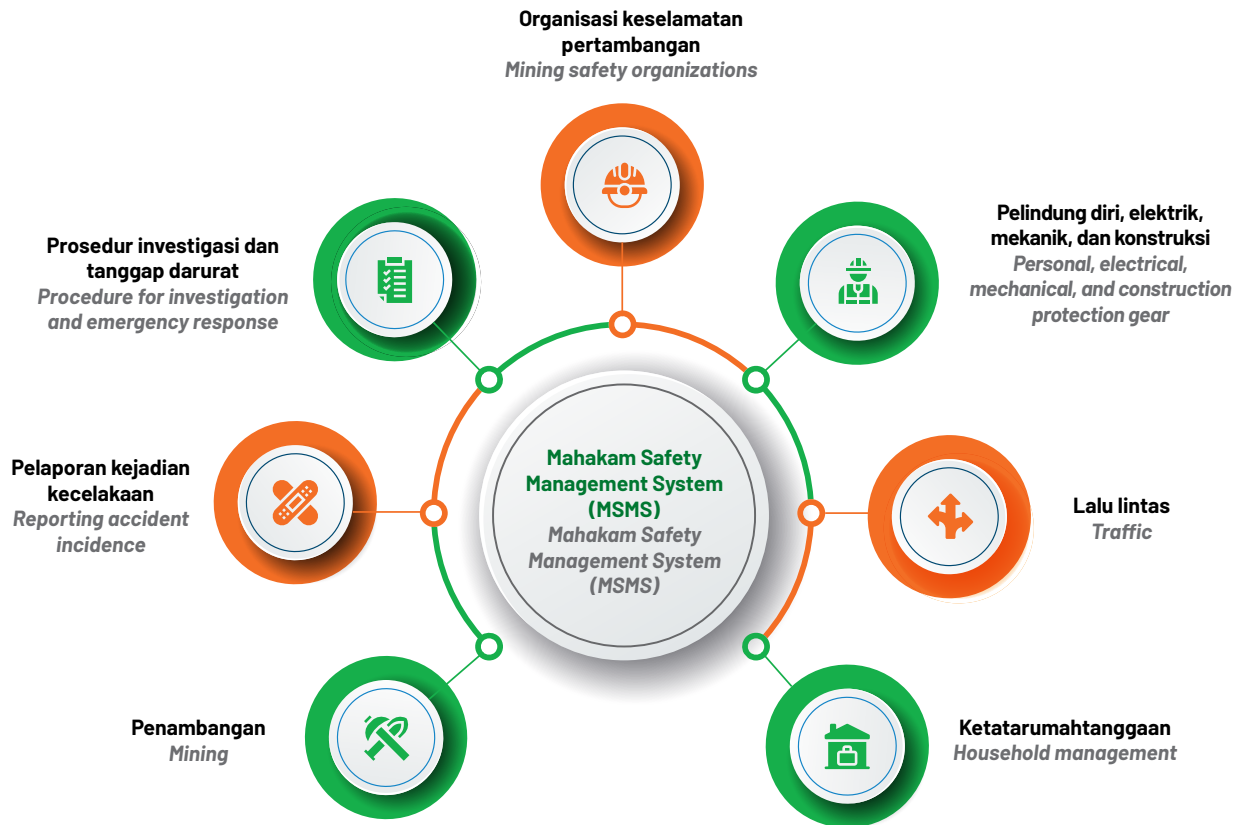 Organisasi keselamatan
pertambangan
Mining safety organizations
Pelindung diri, elektrik,
mekanik, dan konstruksi
Personal, electrical,
mechanical, and construction
protection gear
Prosedur investigasi dan
tanggap darurat
Procedure for investigation
and emergency response
Mahakam Safety
Management System
(MSMS)
Mahakam Safety
Management System
(MSMS)
Pelaporan kejadian
kecelakaan
Reporting accident
incidence
Lalu lintas
Traffic
Penambangan
Mining
Ketatarumahtanggaan
Household management